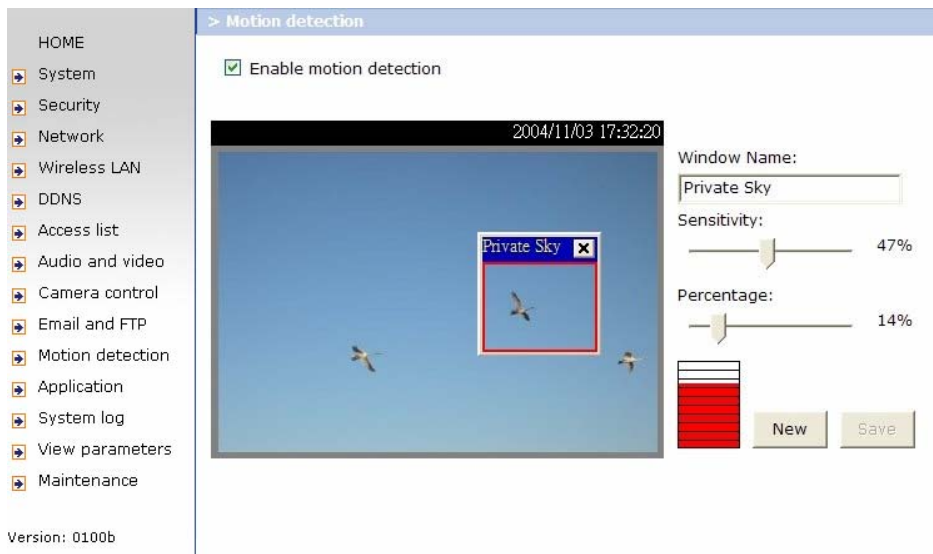 > Motion detection
HOME
System
Security
Network
Wireless LAN
DDNS
Access list
Audio and video
Camera control
Email and FTP
Motion detection
Application
System log
View parameters
Maintenance
Version: 0100b
Enable motion detection
2004/11/03 17:32:20
Private Sky
Window Name:
Private Sky
Sensitivity:
47%
Percentage:
14%
New
Save